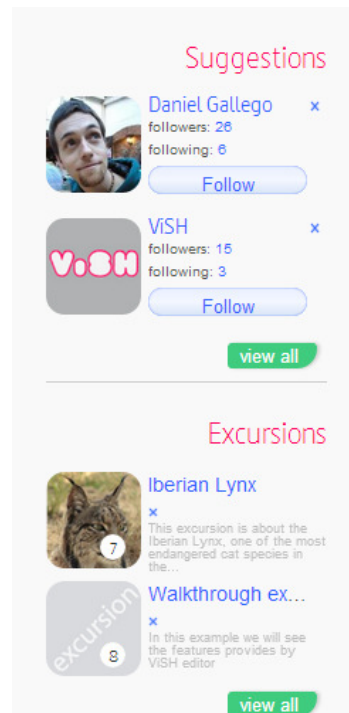 Suggestions
Daniel Gallego x
followers: 26
following: 6
Follow
ViSH
ViSH x
followers: 15
following: 3
Follow
view all
Excursions
7
Iberian Lynx
x
This excursion is about the
Iberian Lynx, one of the most
endangered cat species in
the...
excursion
8
Walkthrough ex...
x
In this example we will see
the features provides by
ViSH editor
view all